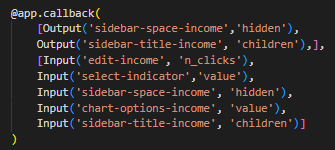 @app.callback(
[Output('sidebar-space-income','hidden'),
Output('sidebar-title-income', 'children'),],
[Input('edit-income', 'n_clicks'),
Input('select-indicator','value'),
Input('sidebar-space-income', 'hidden'),
Input('chart-options-income', 'value'),
Input('sidebar-title-income', 'children')]
)